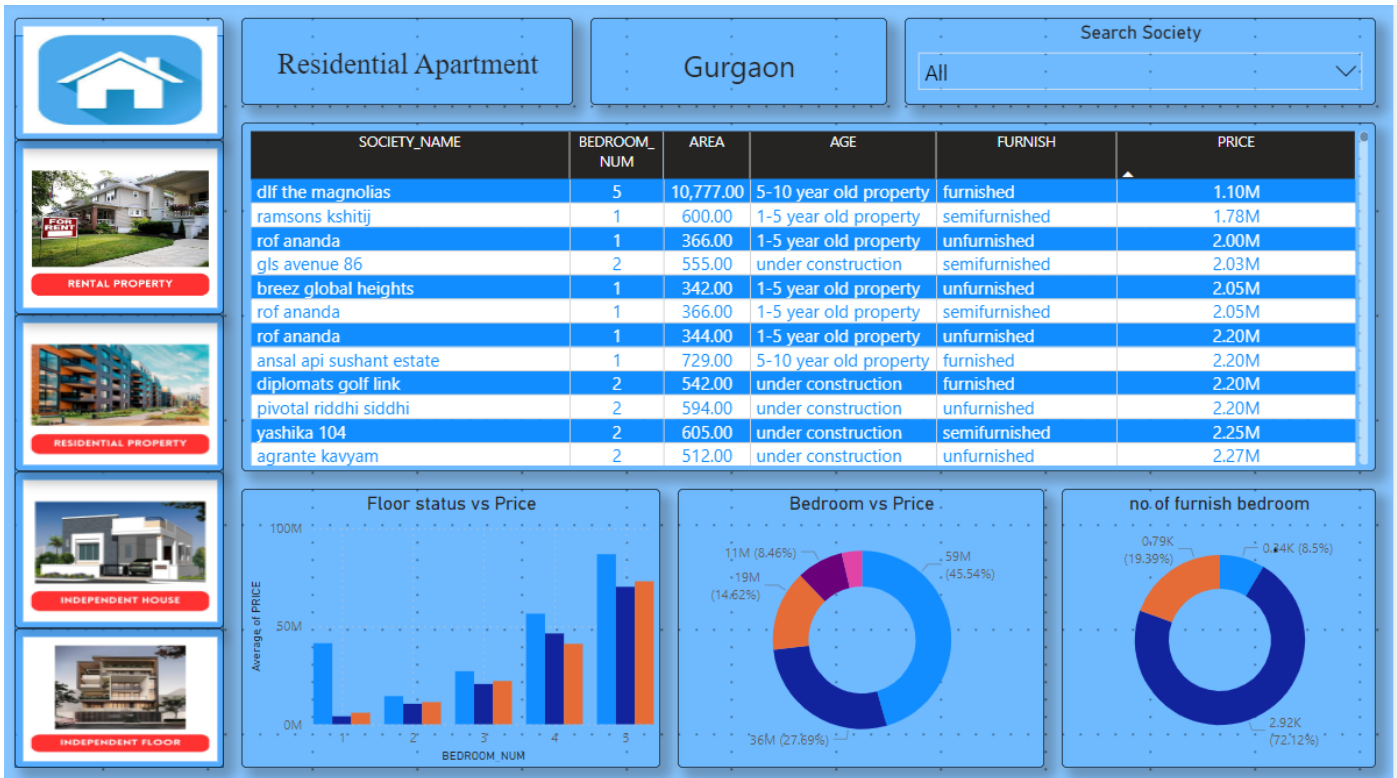 Residential Apartment
Gurgaon
Search Society
All
FOR
RENT
RENTAL PROPERTY
RESIDENTIAL PROPERTY
INDEPENDENT HOUSE
INDEPENDENT FLOOR
SOCIETY_NAME BEDROOM_ AREA AGE FURNISH PRICE
NUM
dlf the magnolias 5 10,777.00 5-10 year old property furnished 1.10M
ramsons kshitij 1 600.00 1-5 year old property semifurnished 1.78M
rof ananda 1 366.00 1-5 year old property unfurnished 2.00M
gls avenue 86 2 555.00 under construction semifurnished 2.03M
breez global heights 1 342.00 1-5 year old property unfurnished 2.05M
rof ananda 1 366.00 1-5 year old property semifurnished 2.05M
rof ananda 1 344.00 1-5 year old property unfurnished 2.20M
ansal api sushant estate 1 729.00 5-10 year old property furnished 2.20M
diplomats golf link 2 542.00 under construction furnished 2.20M
pivotal riddhi siddhi 2 594.00 under construction unfurnished 2.20M
yashika 104 2 605.00 under construction semifurnished 2.25M
agrante kavyam 2 512.00 under construction unfurnished 2.27M
Floor status vs Price
100M
50M
0M
Average of PRICE
1 2 3 4 5
BEDROOM_NUM
Bedroom vs Price
11M (8.46%)
19M
(14.62%)
59M
(45.54%)
36M (27.69%)
no.of furnish bedroom
0.79K
(19.39%)
0.34K (8.5%)
2.92K
(72.12%)